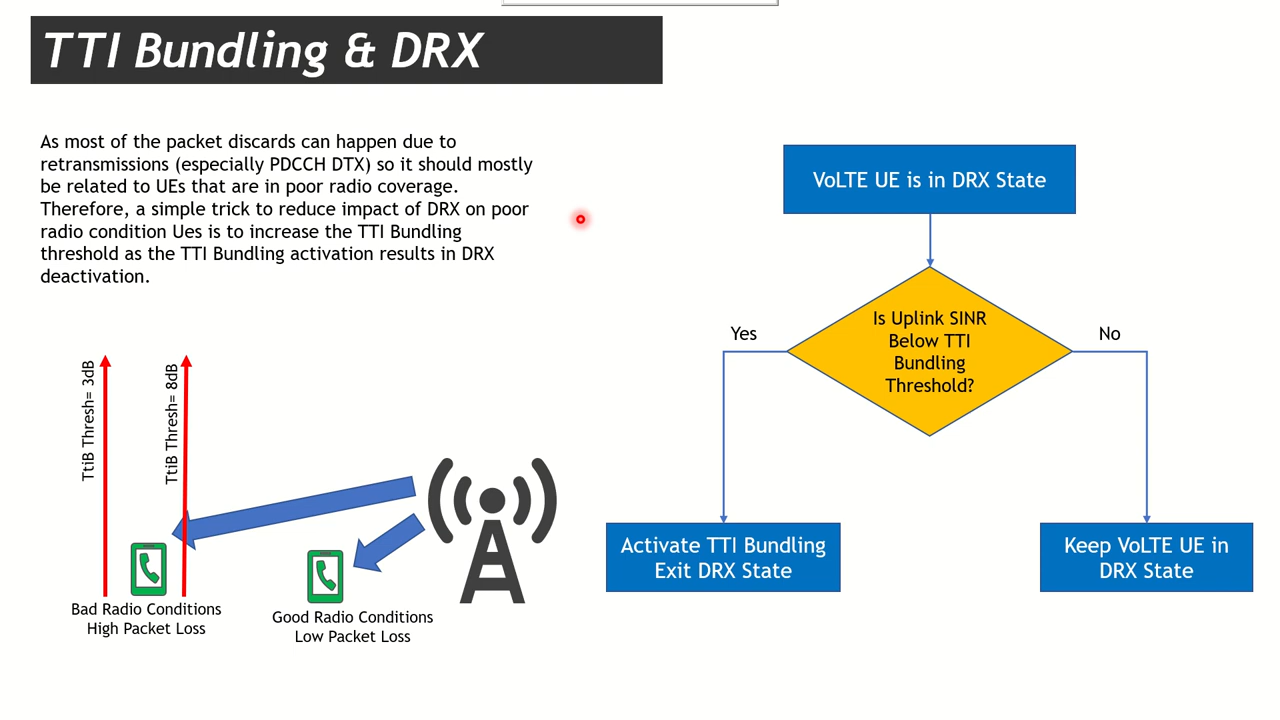 TTI Bundling & DRX
As most of the packet discards can happen due to
retransmissions (especially PDCCH DTX) so it should mostly
be related to UEs that are in poor radio coverage.
Therefore, a simple trick to reduce impact of DRX on poor
radio condition Ues is to increase the TTI Bundling
threshold as the TTI Bundling activation results in DRX
deactivation.
TtiB Thresh= 3dB
TtiB Thresh= 8dB
Bad Radio Conditions
High Packet Loss
Good Radio Conditions
Low Packet Loss
VoLTE UE is in DRX State
Is Uplink SINR
Below TTI
Bundling
Threshold?
Yes
No
Activate TTI Bundling
Exit DRX State
Keep VoLTE UE in
DRX State